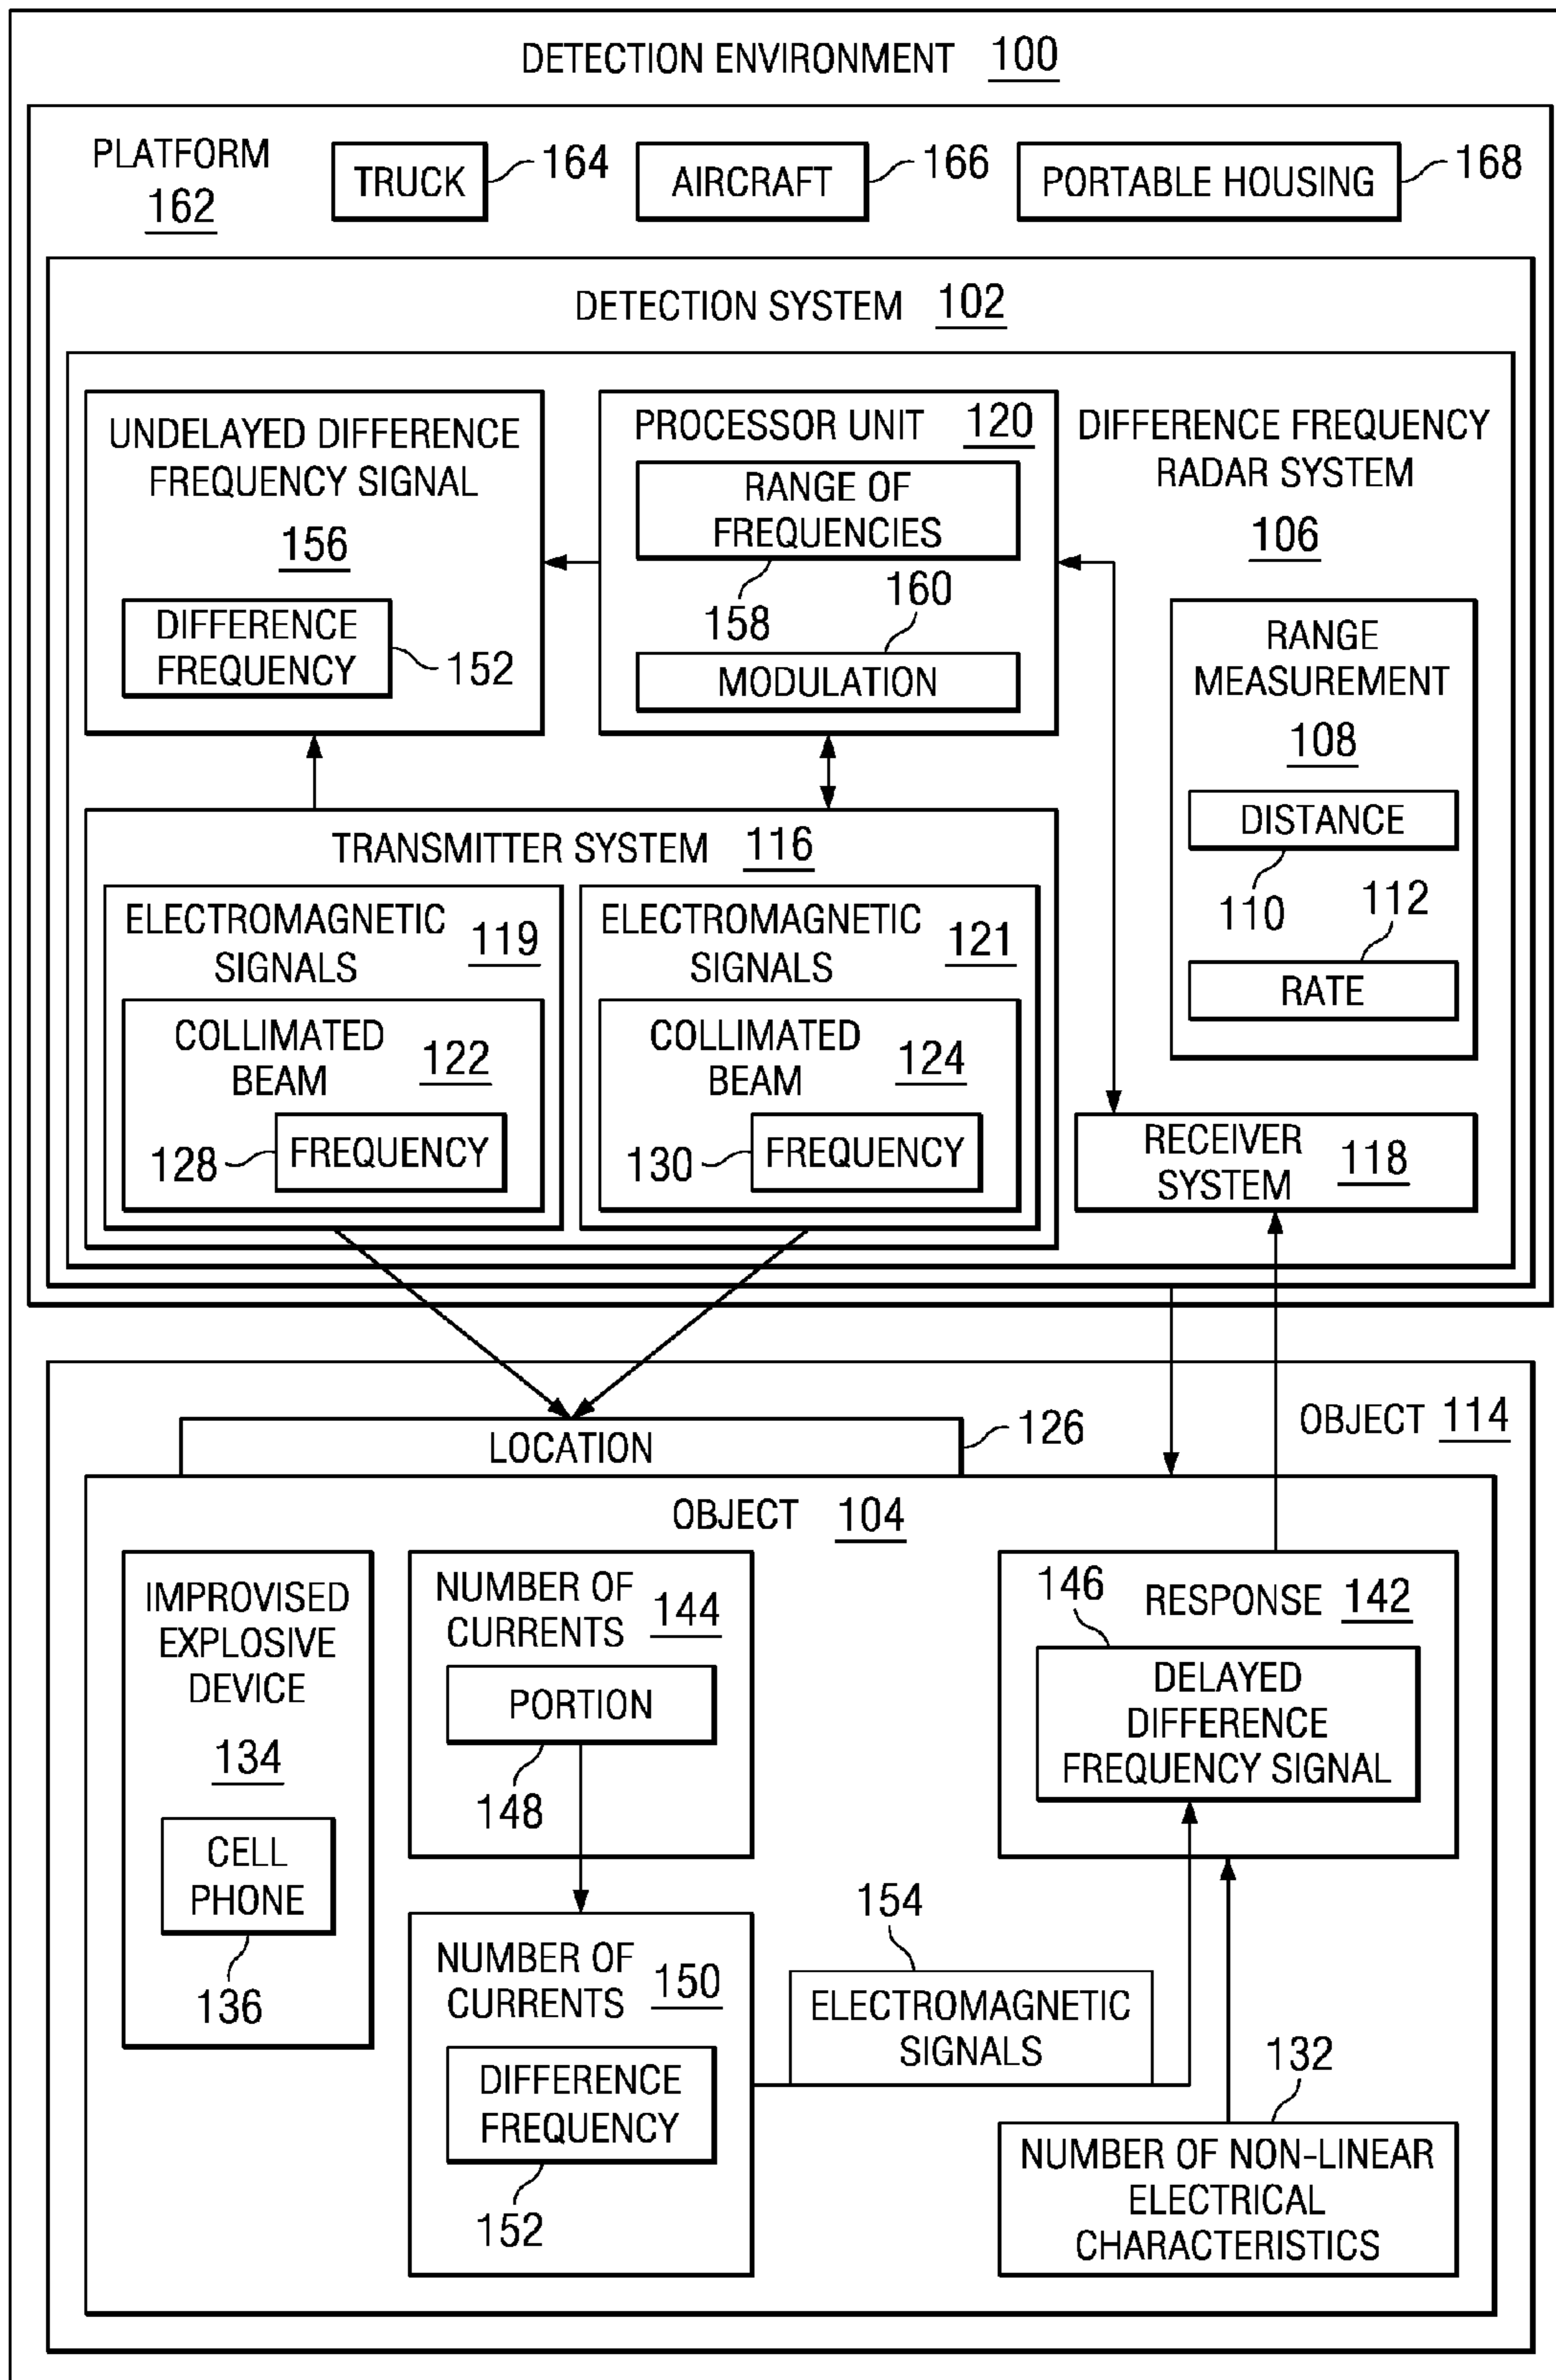 DETECTION ENVIRONMENT 100
PLATFORM
162
TRUCK
164
AIRCRAFT
166
PORTABLE HOUSING
168
DETECTION SYSTEM 102
UNDELAYED DIFFERENCE
FREQUENCY SIGNAL
156
DIFFERENCE
FREQUENCY
152
PROCESSOR UNIT 120
RANGE OF
FREQUENCIES
158
160
MODULATION
DIFFERENCE FREQUENCY
RADAR SYSTEM
106
RANGE
MEASUREMENT
108
DISTANCE
110
112
RATE
TRANSMITTER SYSTEM 116
ELECTROMAGNETIC
SIGNALS
119
COLLIMATED
BEAM
122
128
FREQUENCY
ELECTROMAGNETIC
SIGNALS
121
COLLIMATED
BEAM
124
130
FREQUENCY
RECEIVER
SYSTEM
118
OBJECT 114
LOCATION
126
OBJECT 104
IMPROVISED
EXPLOSIVE
DEVICE
134
CELL
PHONE
136
NUMBER OF
CURRENTS
144
PORTION
148
146
RESPONSE 142
DELAYED
DIFFERENCE
FREQUENCY SIGNAL
NUMBER OF
CURRENTS
150
DIFFERENCE
FREQUENCY
152
154
ELECTROMAGNETIC
SIGNALS
132
NUMBER OF NON-LINEAR
ELECTRICAL
CHARACTERISTICS